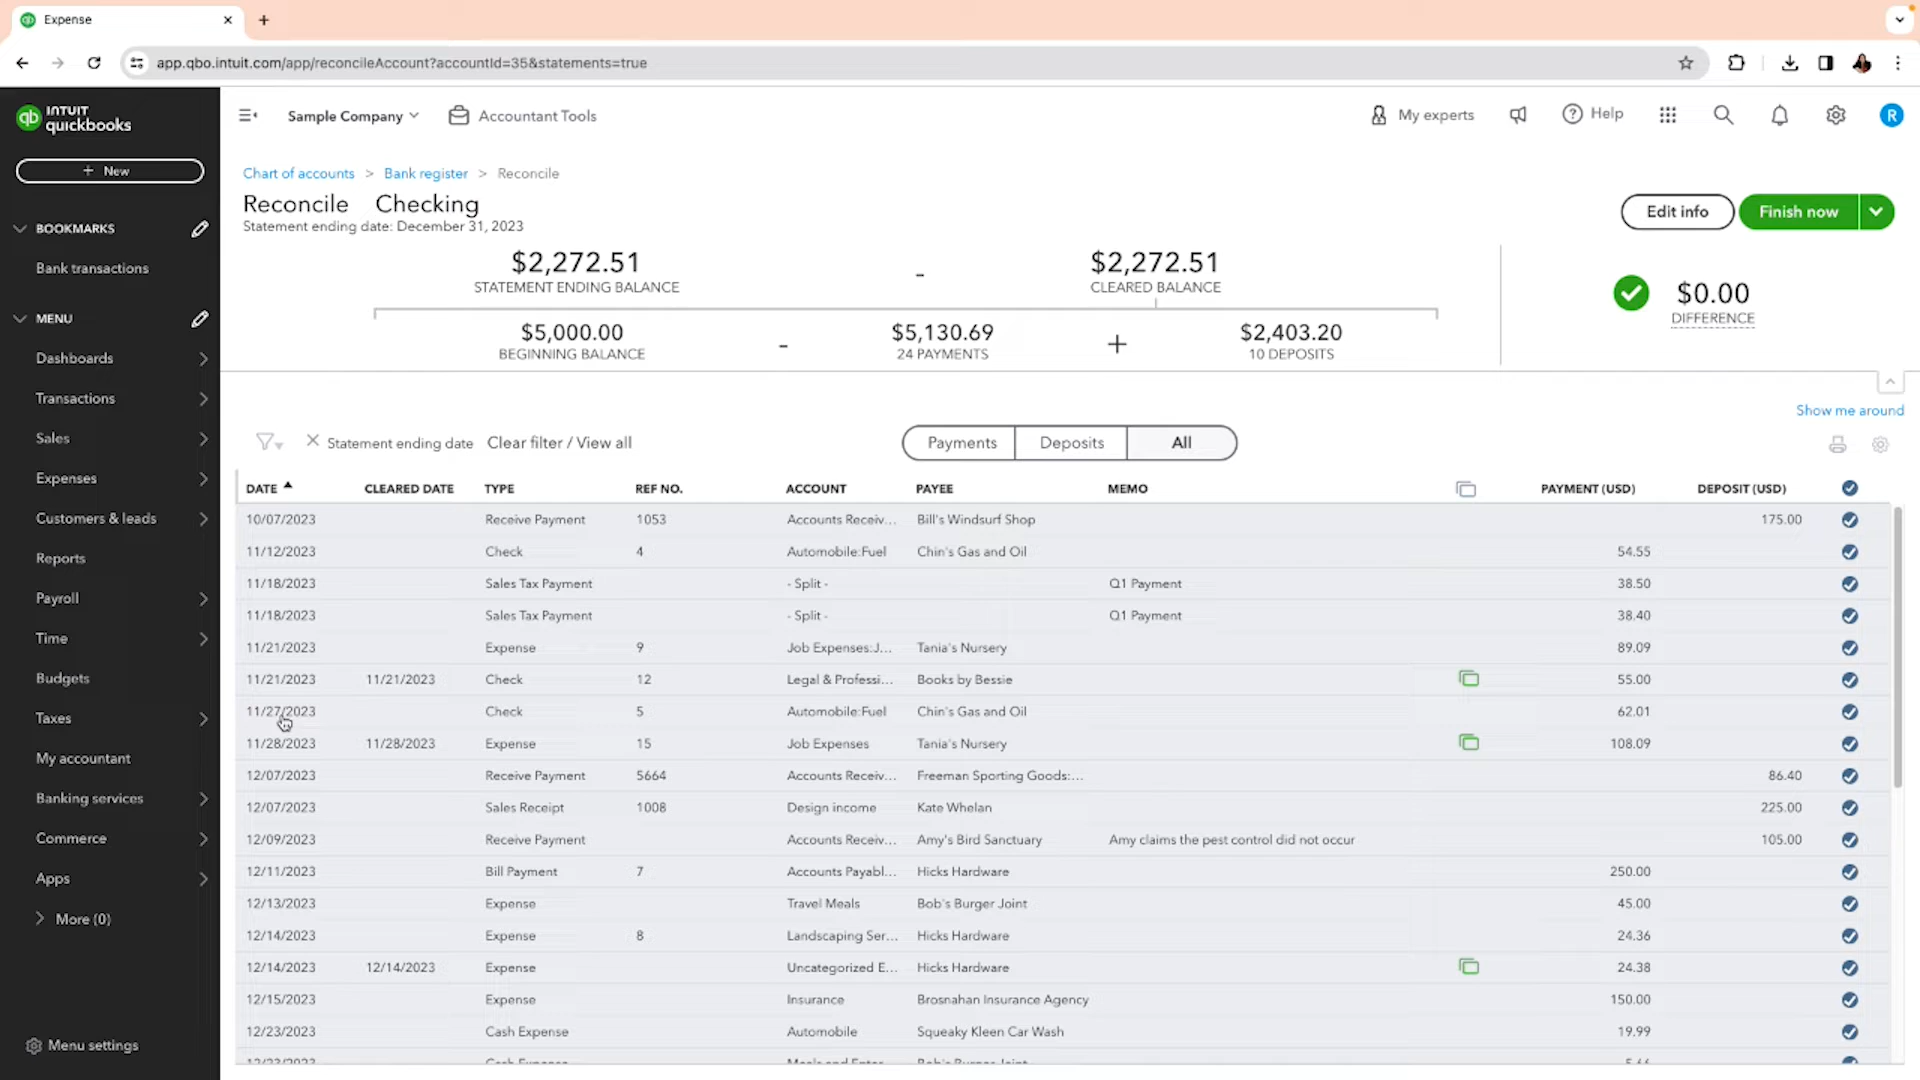 Expense
app.qbo.intuit.com/app/reconcileAccount?accountId=35&statements=true
INTUIT
quickbooks
+ New
BOOKMARKS
Bank transactions
MENU
Dashboards
Transactions
Sales
Expenses
Customers & leads
Reports
Payroll
Time
Budgets
Taxes
My accountant
Banking services
Commerce
Apps
More (0)
Menu settings
Sample Company
Accountant Tools
My experts
Help
R
Chart of accounts > Bank register > Reconcile
Reconcile Checking
Statement ending date: December 31, 2023
Edit info
Finish now
$2,272.51 - $2,272.51
STATEMENT ENDING BALANCE CLEARED BALANCE
$5,000.00 - $5,130.69 + $2,403.20
BEGINNING BALANCE 24 PAYMENTS 10 DEPOSITS
$0.00
DIFFERENCE
Show me around
Statement ending date Clear filter / View all
Payments Deposits All
DATE CLEARED DATE TYPE REF NO. ACCOUNT PAYEE MEMO PAYMENT (USD) DEPOSIT (USD)
10/07/2023 Receive Payment 1053 Accounts Receiv... Bill's Windsurf Shop 175.00
11/12/2023 Check 4 Automobile:Fuel Chin's Gas and Oil 54.55
11/18/2023 Sales Tax Payment - Split - Q1 Payment 38.50
11/18/2023 Sales Tax Payment - Split - Q1 Payment 38.40
11/21/2023 Expense 9 Job Expenses:J... Tania's Nursery 89.09
11/21/2023 11/21/2023 Check 12 Legal & Professi... Books by Bessie 55.00
11/27/2023 Check 5 Automobile:Fuel Chin's Gas and Oil 62.01
11/28/2023 11/28/2023 Expense 15 Job Expenses Tania's Nursery 108.09
12/07/2023 Receive Payment 5664 Accounts Receiv... Freeman Sporting Goods:... 86.40
12/07/2023 Sales Receipt 1008 Design income Kate Whelan 225.00
12/09/2023 Receive Payment Accounts Receiv... Amy's Bird Sanctuary Amy claims the pest control did not occur 105.00
12/11/2023 Bill Payment 7 Accounts Payabl... Hicks Hardware 250.00
12/13/2023 Expense Travel Meals Bob's Burger Joint 45.00
12/14/2023 Expense 8 Landscaping Ser... Hicks Hardware 24.36
12/14/2023 12/14/2023 Expense Uncategorized E... Hicks Hardware 24.38
12/15/2023 Expense Insurance Brosnahan Insurance Agency 150.00
12/23/2023 Cash Expense Automobile Squeaky Kleen Car Wash 19.99